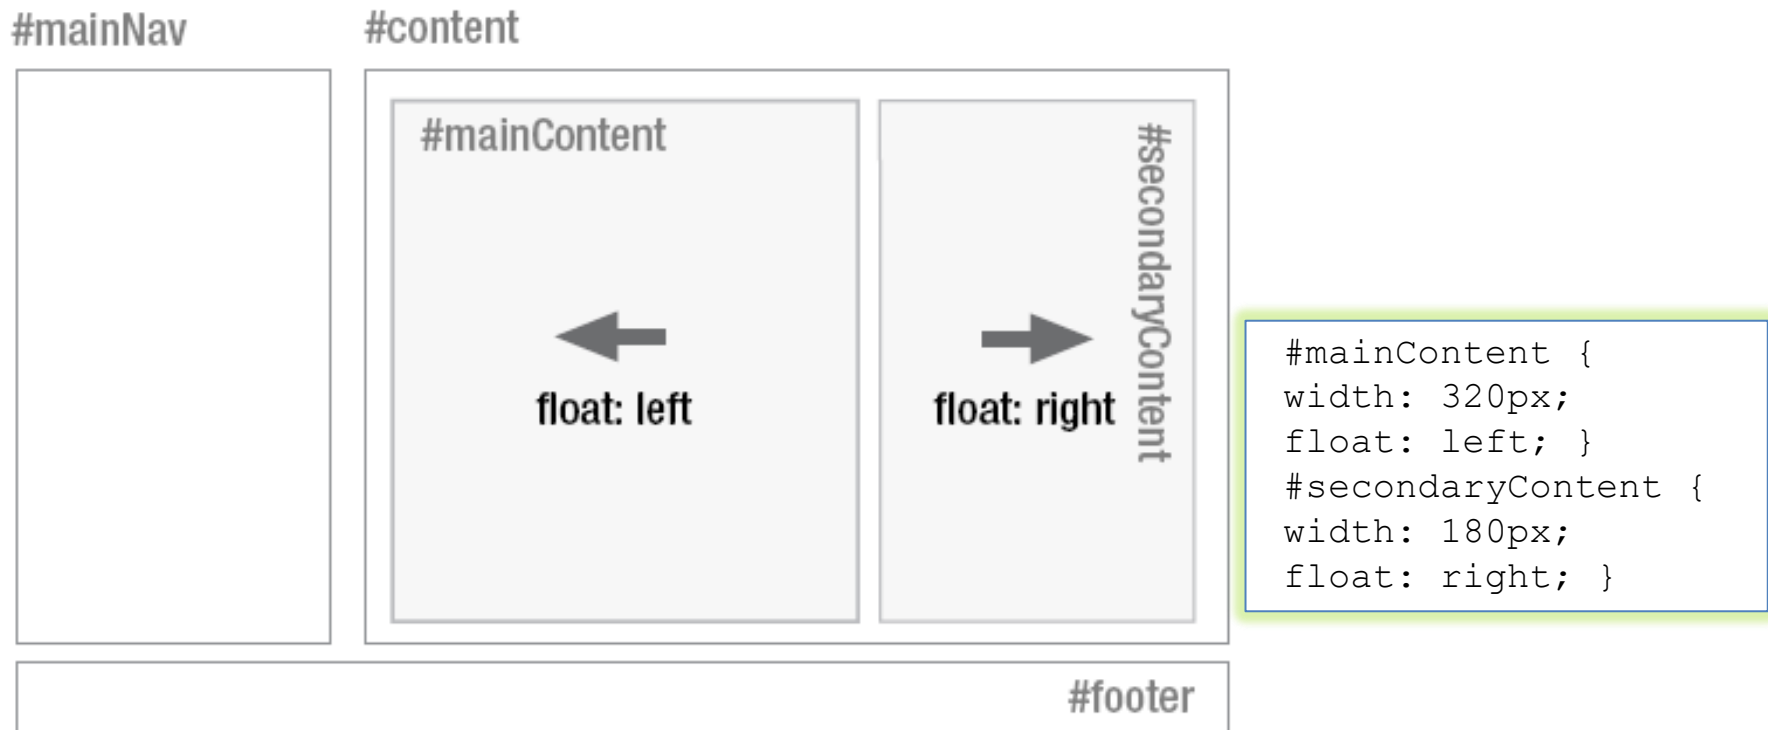 #mainNav
#content
#mainContent
#secondaryContent
float: left
float: right
#mainContent {
width: 320px;
float: left; }
#secondaryContent {
width: 180px;
float: right; }
#footer